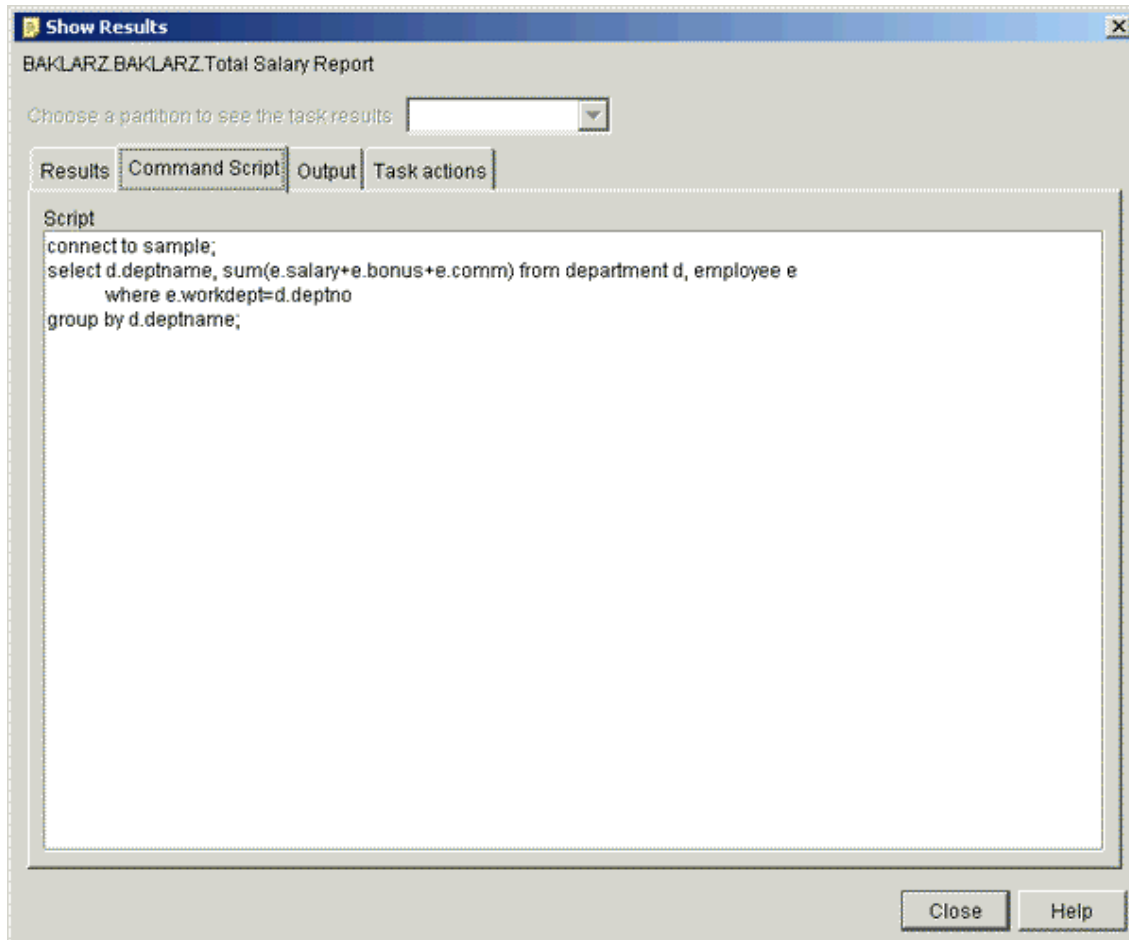 Show Results
BAKLARZ.BAKLARZ.Total Salary Report
Choose a partition to see the task results
Results Command Script Output Task actions
Script
connect to sample;
select d.deptname, sum(e.salary+e.bonus+e.comm) from department d, employee e
where e.workdept=d.deptno
group by d.deptname;
Close Help